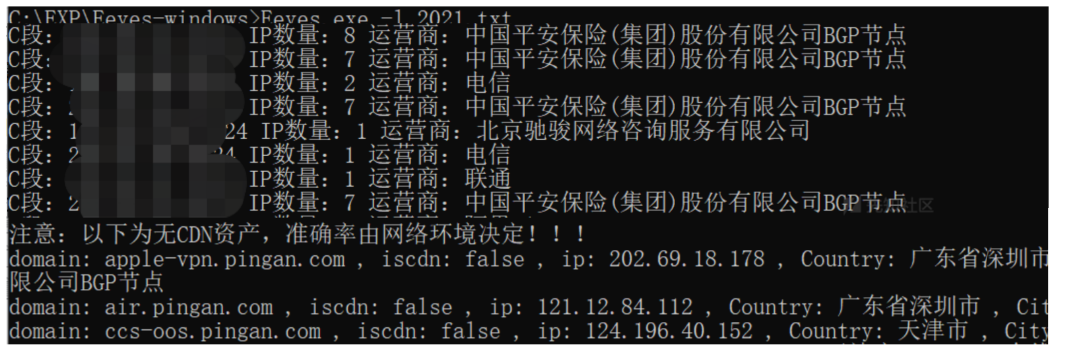 C:\EXP\Eeyes-windows>Eeyes.exe -l 2021.txt
C段: IP数量: 8 运营商: 中国平安保险(集团)股份有限公司BGP节点
C段: IP数量: 7 运营商: 中国平安保险(集团)股份有限公司BGP节点
C段: IP数量: 2 运营商: 电信
C段: IP数量: 7 运营商: 中国平安保险(集团)股份有限公司BGP节点
C段: 1 24 IP数量: 1 运营商: 北京驰骏网络咨询服务有限公司
C段: 2 24 IP数量: 1 运营商: 电信
C段: IP数量: 1 运营商: 联通
C段: 2 IP数量: 7 运营商: 中国平安保险(集团)股份有限公司BGP节点
注意: 以下为无CDN资产，准确率由网络环境决定！！！
domain: apple-vpn.pingan.com , iscdn: false , ip: 202.69.18.178 , Country: 广东省深圳市
限公司BGP节点
domain: air.pingan.com , iscdn: false , ip: 121.12.84.112 , Country: 广东省深圳市 , Cit
domain: ccs-oos.pingan.com , iscdn: false , ip: 124.196.40.152 , Country: 天津市 , City